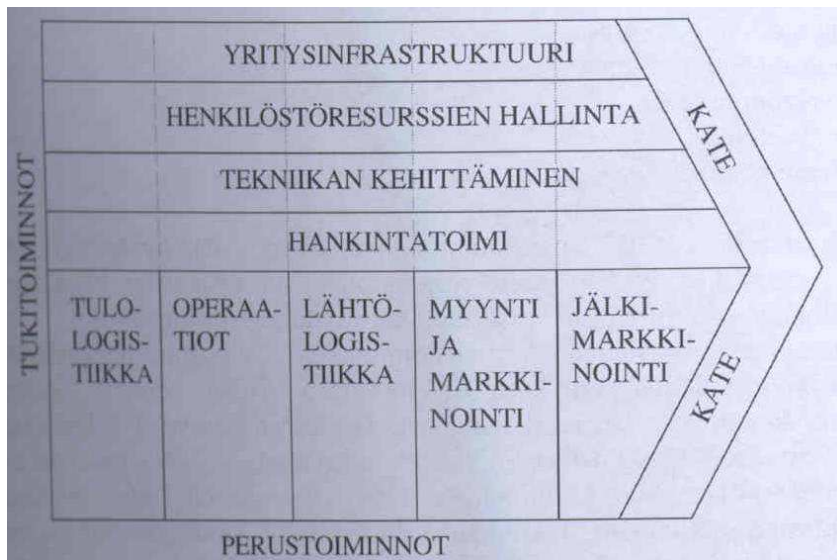 YRITYSINFRASTRUKTUURI
HENKILÖSTÖRESURSSIEN HALLINTA
TEKNIIKAN KEHITTÄMINEN
HANKINTATOIMI
KATE
TUKITOIMINNOT
TULO-
LOGIS-
TIIKKA
OPERAA-
TIOT
LÄHTÖ-
LOGIS-
TIIKKA
MYYNTI
JA
MARKKI-
NOINTI
JÄLKI-
MARKKI-
NOINTI
KATE
PERUSTOIMINNOT